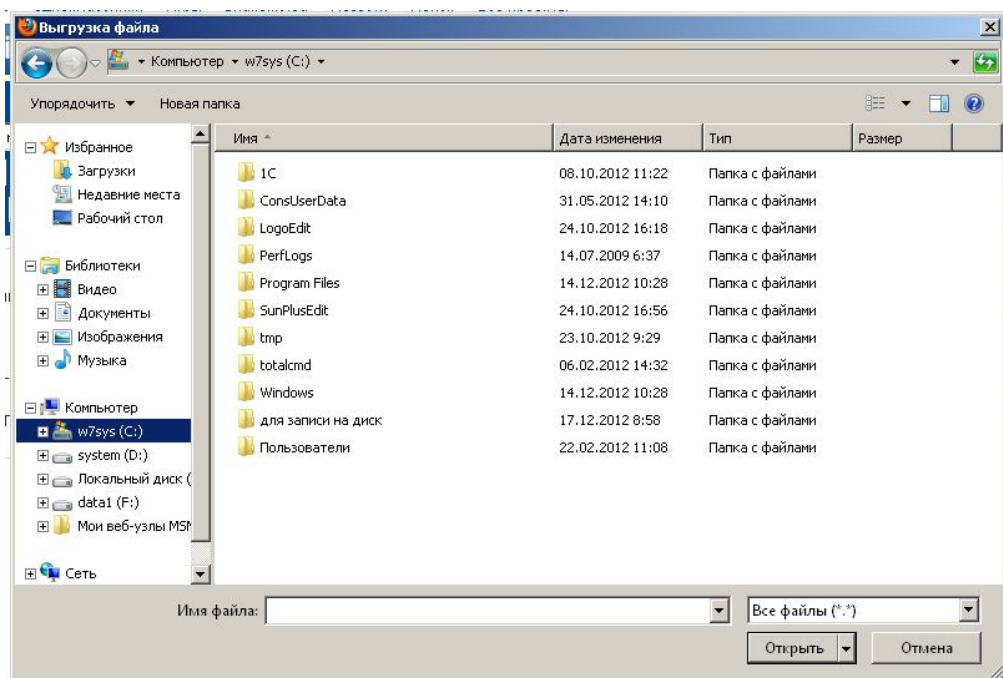 Выгрузка файла
Компьютер w7sys (C:)
Упорядочить Новая папка
Имя Дата изменения Тип Размер
Избранное
Загрузки
Недавние места
Рабочий стол
Библиотеки
Видео
Документы
Изображения
Музыка
Компьютер
w7sys (C:)
system (D:)
Локальный диск (
data1 (F:)
Мои веб-узлы MSN
Сеть
1C 08.10.2012 11:22 Папка с файлами
ConsUserData 31.05.2012 14:10 Папка с файлами
LogoEdit 24.10.2012 16:18 Папка с файлами
PerfLogs 14.07.2009 6:37 Папка с файлами
Program Files 14.12.2012 10:28 Папка с файлами
SunPlusEdit 24.10.2012 16:56 Папка с файлами
tmp 23.10.2012 9:29 Папка с файлами
totalcmd 06.02.2012 14:32 Папка с файлами
Windows 14.12.2012 10:28 Папка с файлами
для записи на диск 17.12.2012 8:58 Папка с файлами
Пользователи 22.02.2012 11:08 Папка с файлами
Имя файла: Все файлы (*.*)
Открыть Отмена